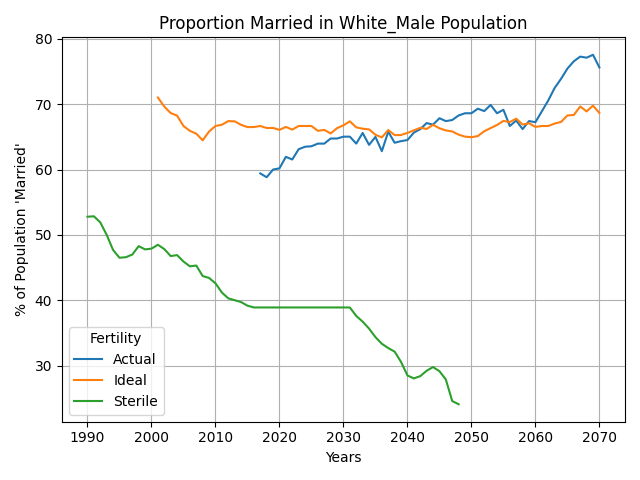 Proportion Married in White_Male Population
% of Population 'Married'
80
70
60
50
40
30
Fertility
Actual
Ideal
Sterile
1990 2000 2010 2020 2030 2040 2050 2060 2070
Years